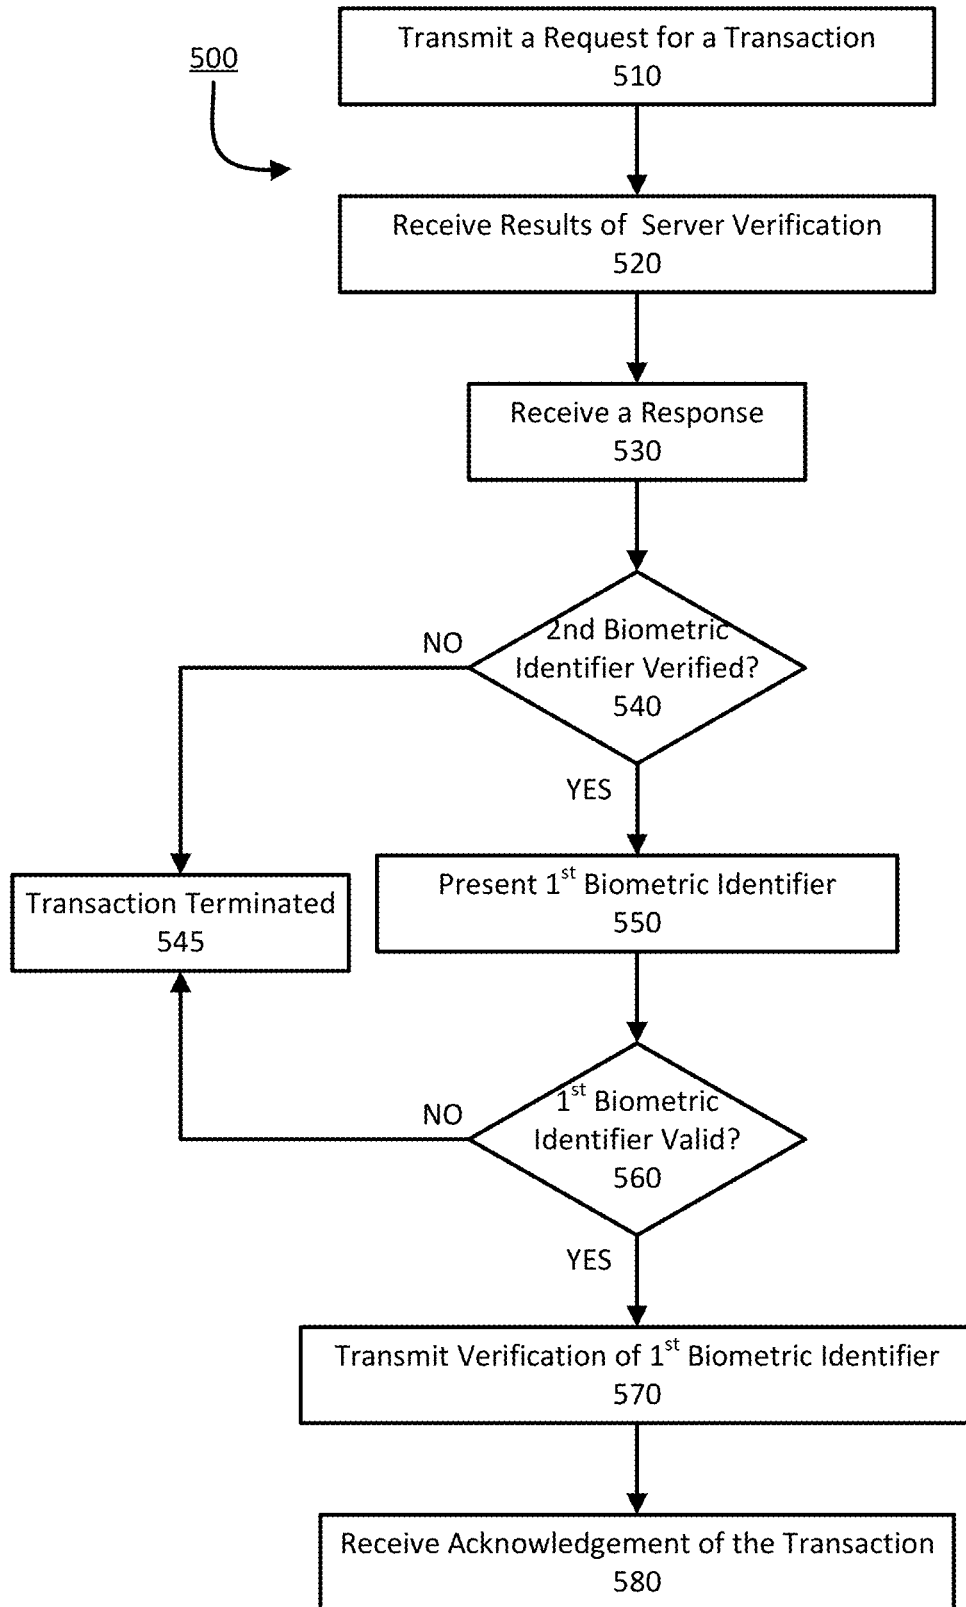 500
Transmit a Request for a Transaction
510
Receive Results of Server Verification
520
Receive a Response
530
2nd Biometric
Identifier Verified?
540
NO
YES
Transaction Terminated
545
Present 1st Biometric Identifier
550
1st Biometric
Identifier Valid?
560
NO
YES
Transmit Verification of 1st Biometric Identifier
570
Receive Acknowledgement of the Transaction
580